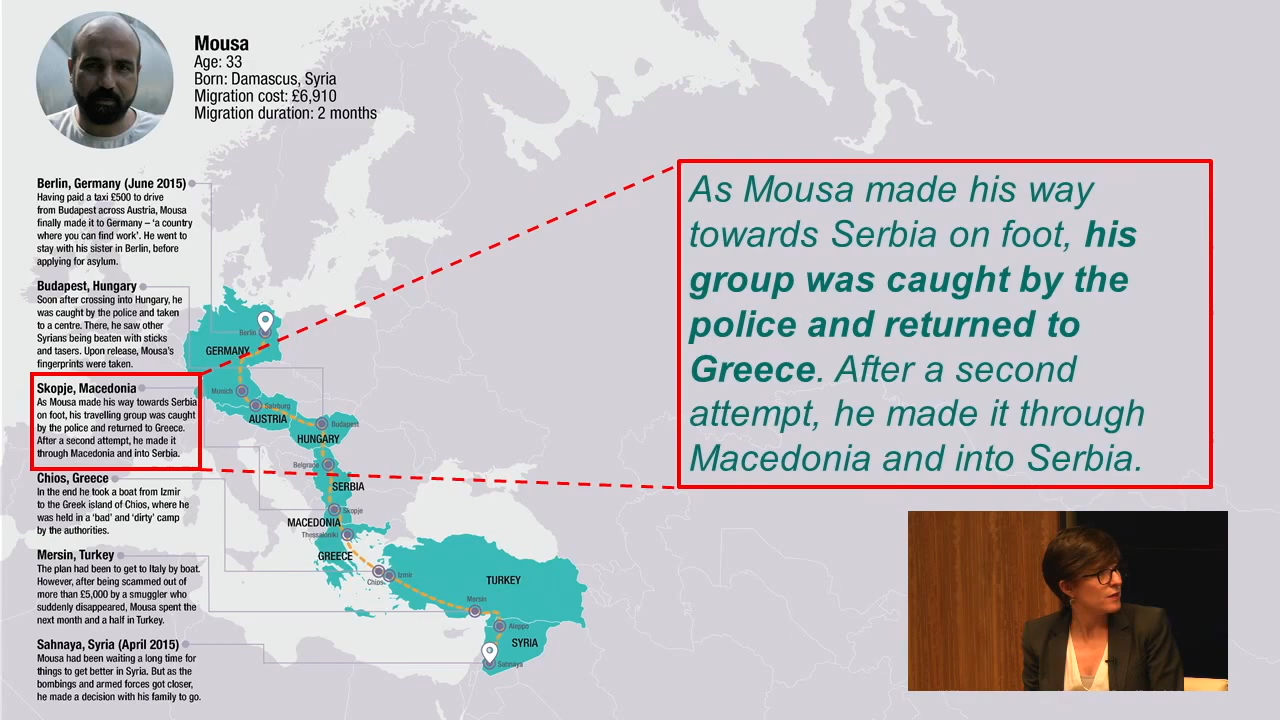 Mousa
Age: 33
Born: Damascus, Syria
Migration cost: £6,910
Migration duration: 2 months
Berlin, Germany (June 2015)
Having paid a taxi £500 to drive
from Budapest across Austria, Mousa
finally made it to Germany – ‘a country
where you can find work’. He went to
stay with his sister in Berlin, before
applying for asylum.
Budapest, Hungary
Soon after crossing into Hungary, he
was caught by the police and taken
to a centre. There, he saw other
Syrians being beaten with sticks
and tasers. Upon release, Mousa’s
fingerprints were taken.
Skopje, Macedonia
As Mousa made his way towards Serbia
on foot, his travelling group was caught
by the police and returned to Greece.
After a second attempt, he made it
through Macedonia and into Serbia.
Chios, Greece
In the end he took a boat from Izmir
to the Greek island of Chios, where he
was held in a ‘bad’ and ‘dirty’ camp
by the authorities.
Mersin, Turkey
The plan had been to get to Italy by boat.
However, after being scammed out of
more than £5,000 by a smuggler who
suddenly disappeared, Mousa spent the
next month and a half in Turkey.
Sahnaya, Syria (April 2015)
Mousa had been waiting a long time for
things to get better in Syria. But as the
bombings and armed forces got closer,
he made a decision with his family to go.
Berlin
GERMANY
Munich
Salzburg
AUSTRIA
Budapest
HUNGARY
Belgrade
SERBIA
Skopje
MACEDONIA
Thessaloniki
GREECE
Chios
Izmir
TURKEY
Mersin
Aleppo
SYRIA
Sahnaya
As Mousa made his way
towards Serbia on foot, his
group was caught by the
police and returned to
Greece. After a second
attempt, he made it through
Macedonia and into Serbia.